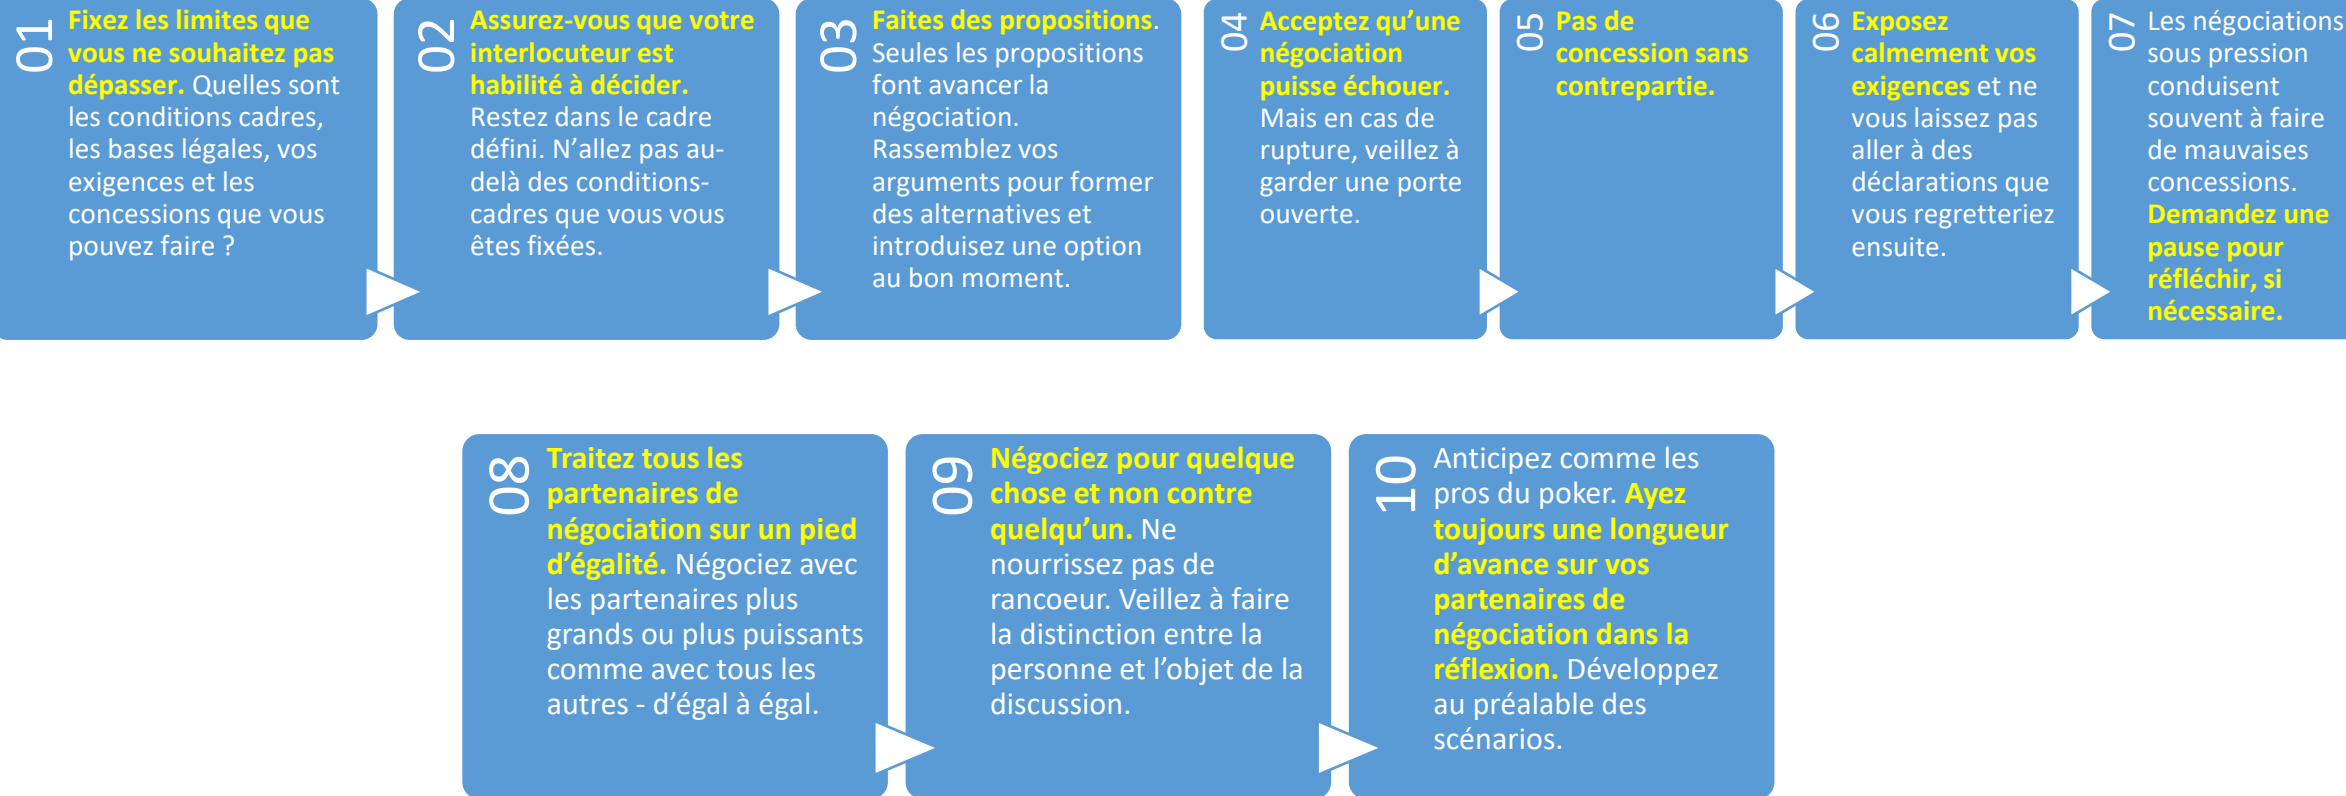 01
Fixez les limites que
vous ne souhaitez pas
dépasser. Quelles sont
les conditions cadres,
les bases légales, vos
exigences et les
concessions que vous
pouvez faire ?
02
Assurez-vous que votre
interlocuteur est
habilité à décider.
Restez dans le cadre
défini. N’allez pas au-
delà des conditions-
cadres que vous vous
êtes fixées.
03
Faites des propositions.
Seules les propositions
font avancer la
négociation.
Rassemblez vos
arguments pour former
des alternatives et
introduisez une option
au bon moment.
04
Acceptez qu’une
négociation
puisse échouer.
Mais en cas de
rupture, veillez à
garder une porte
ouverte.
05
Pas de
concession sans
contrepartie.
06
Exposez
calmement vos
exigences et ne
vous laissez pas
aller à des
déclarations que
vous regretteriez
ensuite.
07
Les négociations
sous pression
conduisent
souvent à faire
de mauvaises
concessions.
Demandez une
pause pour
réfléchir, si
nécessaire.
08
Traitez tous les
partenaires de
négociation sur un pied
d’égalité. Négociez avec
les partenaires plus
grands ou plus puissants
comme avec tous les
autres - d’égal à égal.
09
Négociez pour quelque
chose et non contre
quelqu’un. Ne
nourrissez pas de
rancoeur. Veillez à faire
la distinction entre la
personne et l’objet de la
discussion.
10
Anticipez comme les
pros du poker. Ayez
toujours une longueur
d’avance sur vos
partenaires de
négociation dans la
réflexion. Développez
au préalable des
scénarios.